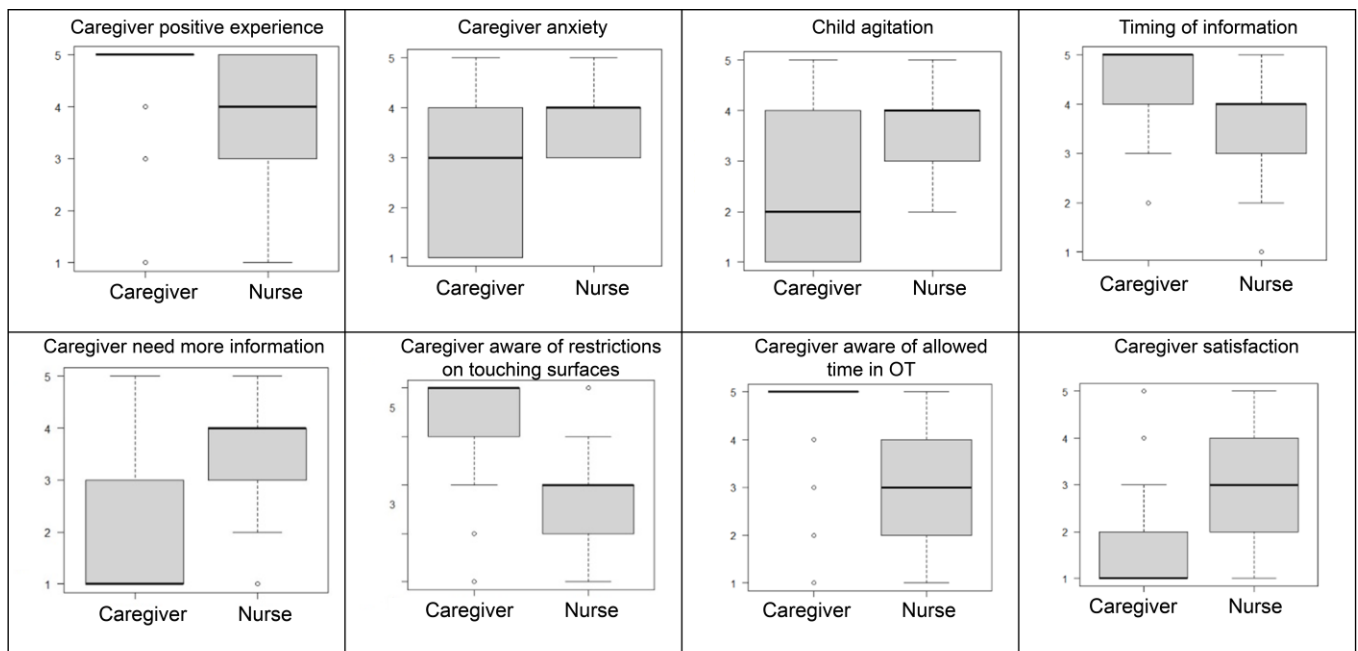 Caregiver positive experience
5
4
3
2
1
Caregiver Nurse
Caregiver anxiety
5
4
3
2
1
Caregiver Nurse
Child agitation
5
4
3
2
1
Caregiver Nurse
Timing of information
5
4
3
2
1
Caregiver Nurse
Caregiver need more information
5
4
3
2
1
Caregiver Nurse
Caregiver aware of restrictions
on touching surfaces
5
3
Caregiver Nurse
Caregiver aware of allowed
time in OT
5
4
3
2
1
Caregiver Nurse
Caregiver satisfaction
5
4
3
2
1
Caregiver Nurse